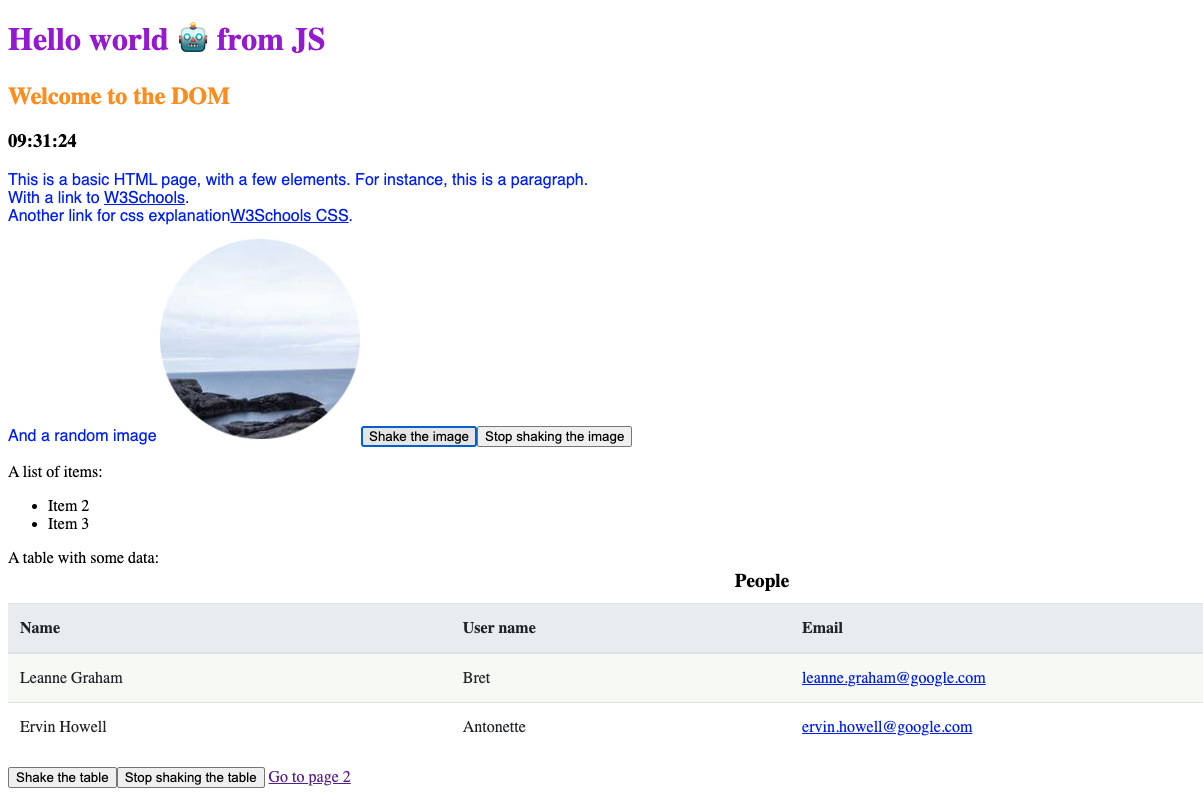 Hello world 🤖 from JS
Welcome to the DOM
09:31:24
This is a basic HTML page, with a few elements. For instance, this is a paragraph.
With a link to W3Schools.
Another link for css explanationW3Schools CSS.
And a random image Shake the image Stop shaking the image
A list of items:
• Item 2
• Item 3
A table with some data:
People
Name User name Email
Leanne Graham Bret leanne.graham@google.com
Ervin Howell Antonette ervin.howell@google.com
Shake the table Stop shaking the table Go to page 2